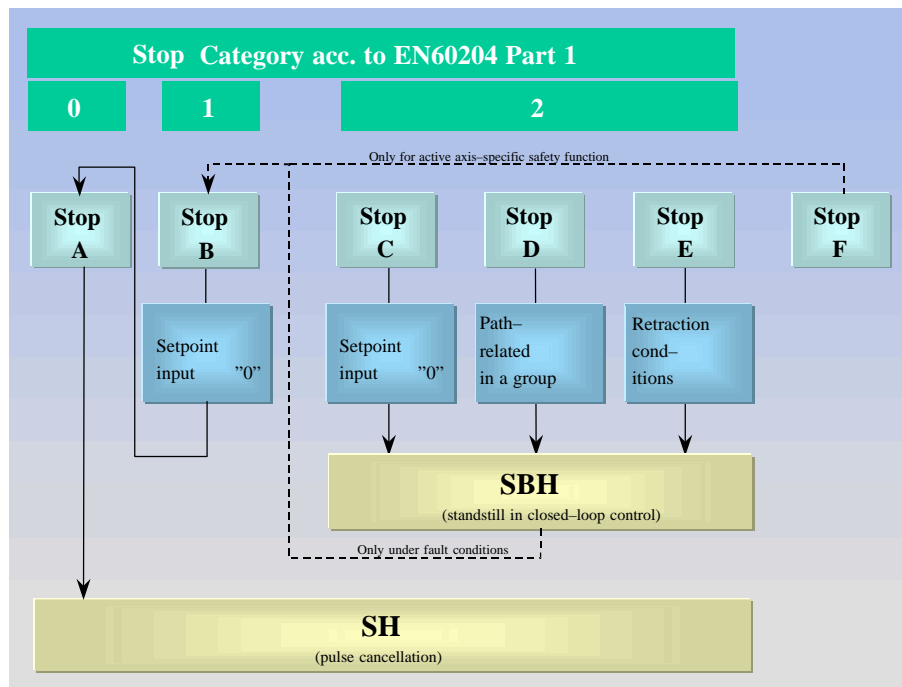 Stop Category acc. to EN60204 Part 1
0
1
2
Only for active axis–specific safety function
Stop
A
Stop
B
Stop
C
Stop
D
Stop
E
Stop
F
Setpoint
input ”0”
Setpoint
input ”0”
Path–
related
in a group
Retraction
cond–
itions
SBH
(standstill in closed–loop control)
Only under fault conditions
SH
(pulse cancellation)